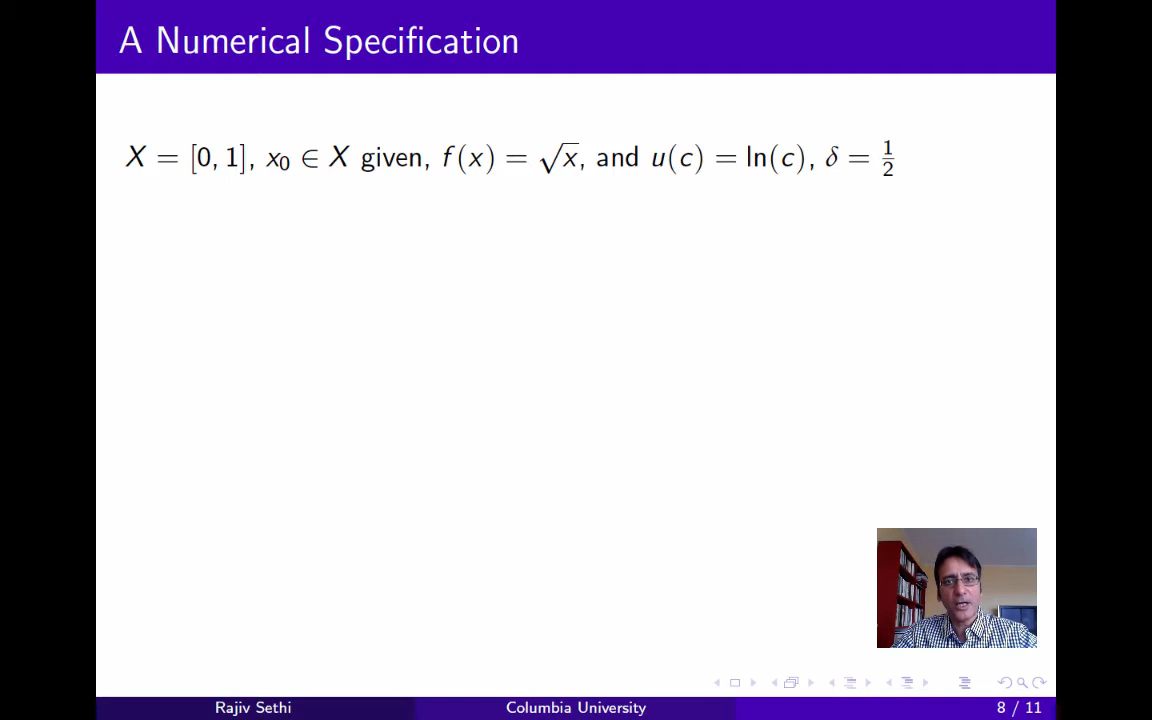 A Numerical Specification
X = [0, 1], x₀ ∈ X given, f(x) = √x, and u(c) = ln(c), δ = 1/2
Rajiv Sethi
Columbia University
8 / 11